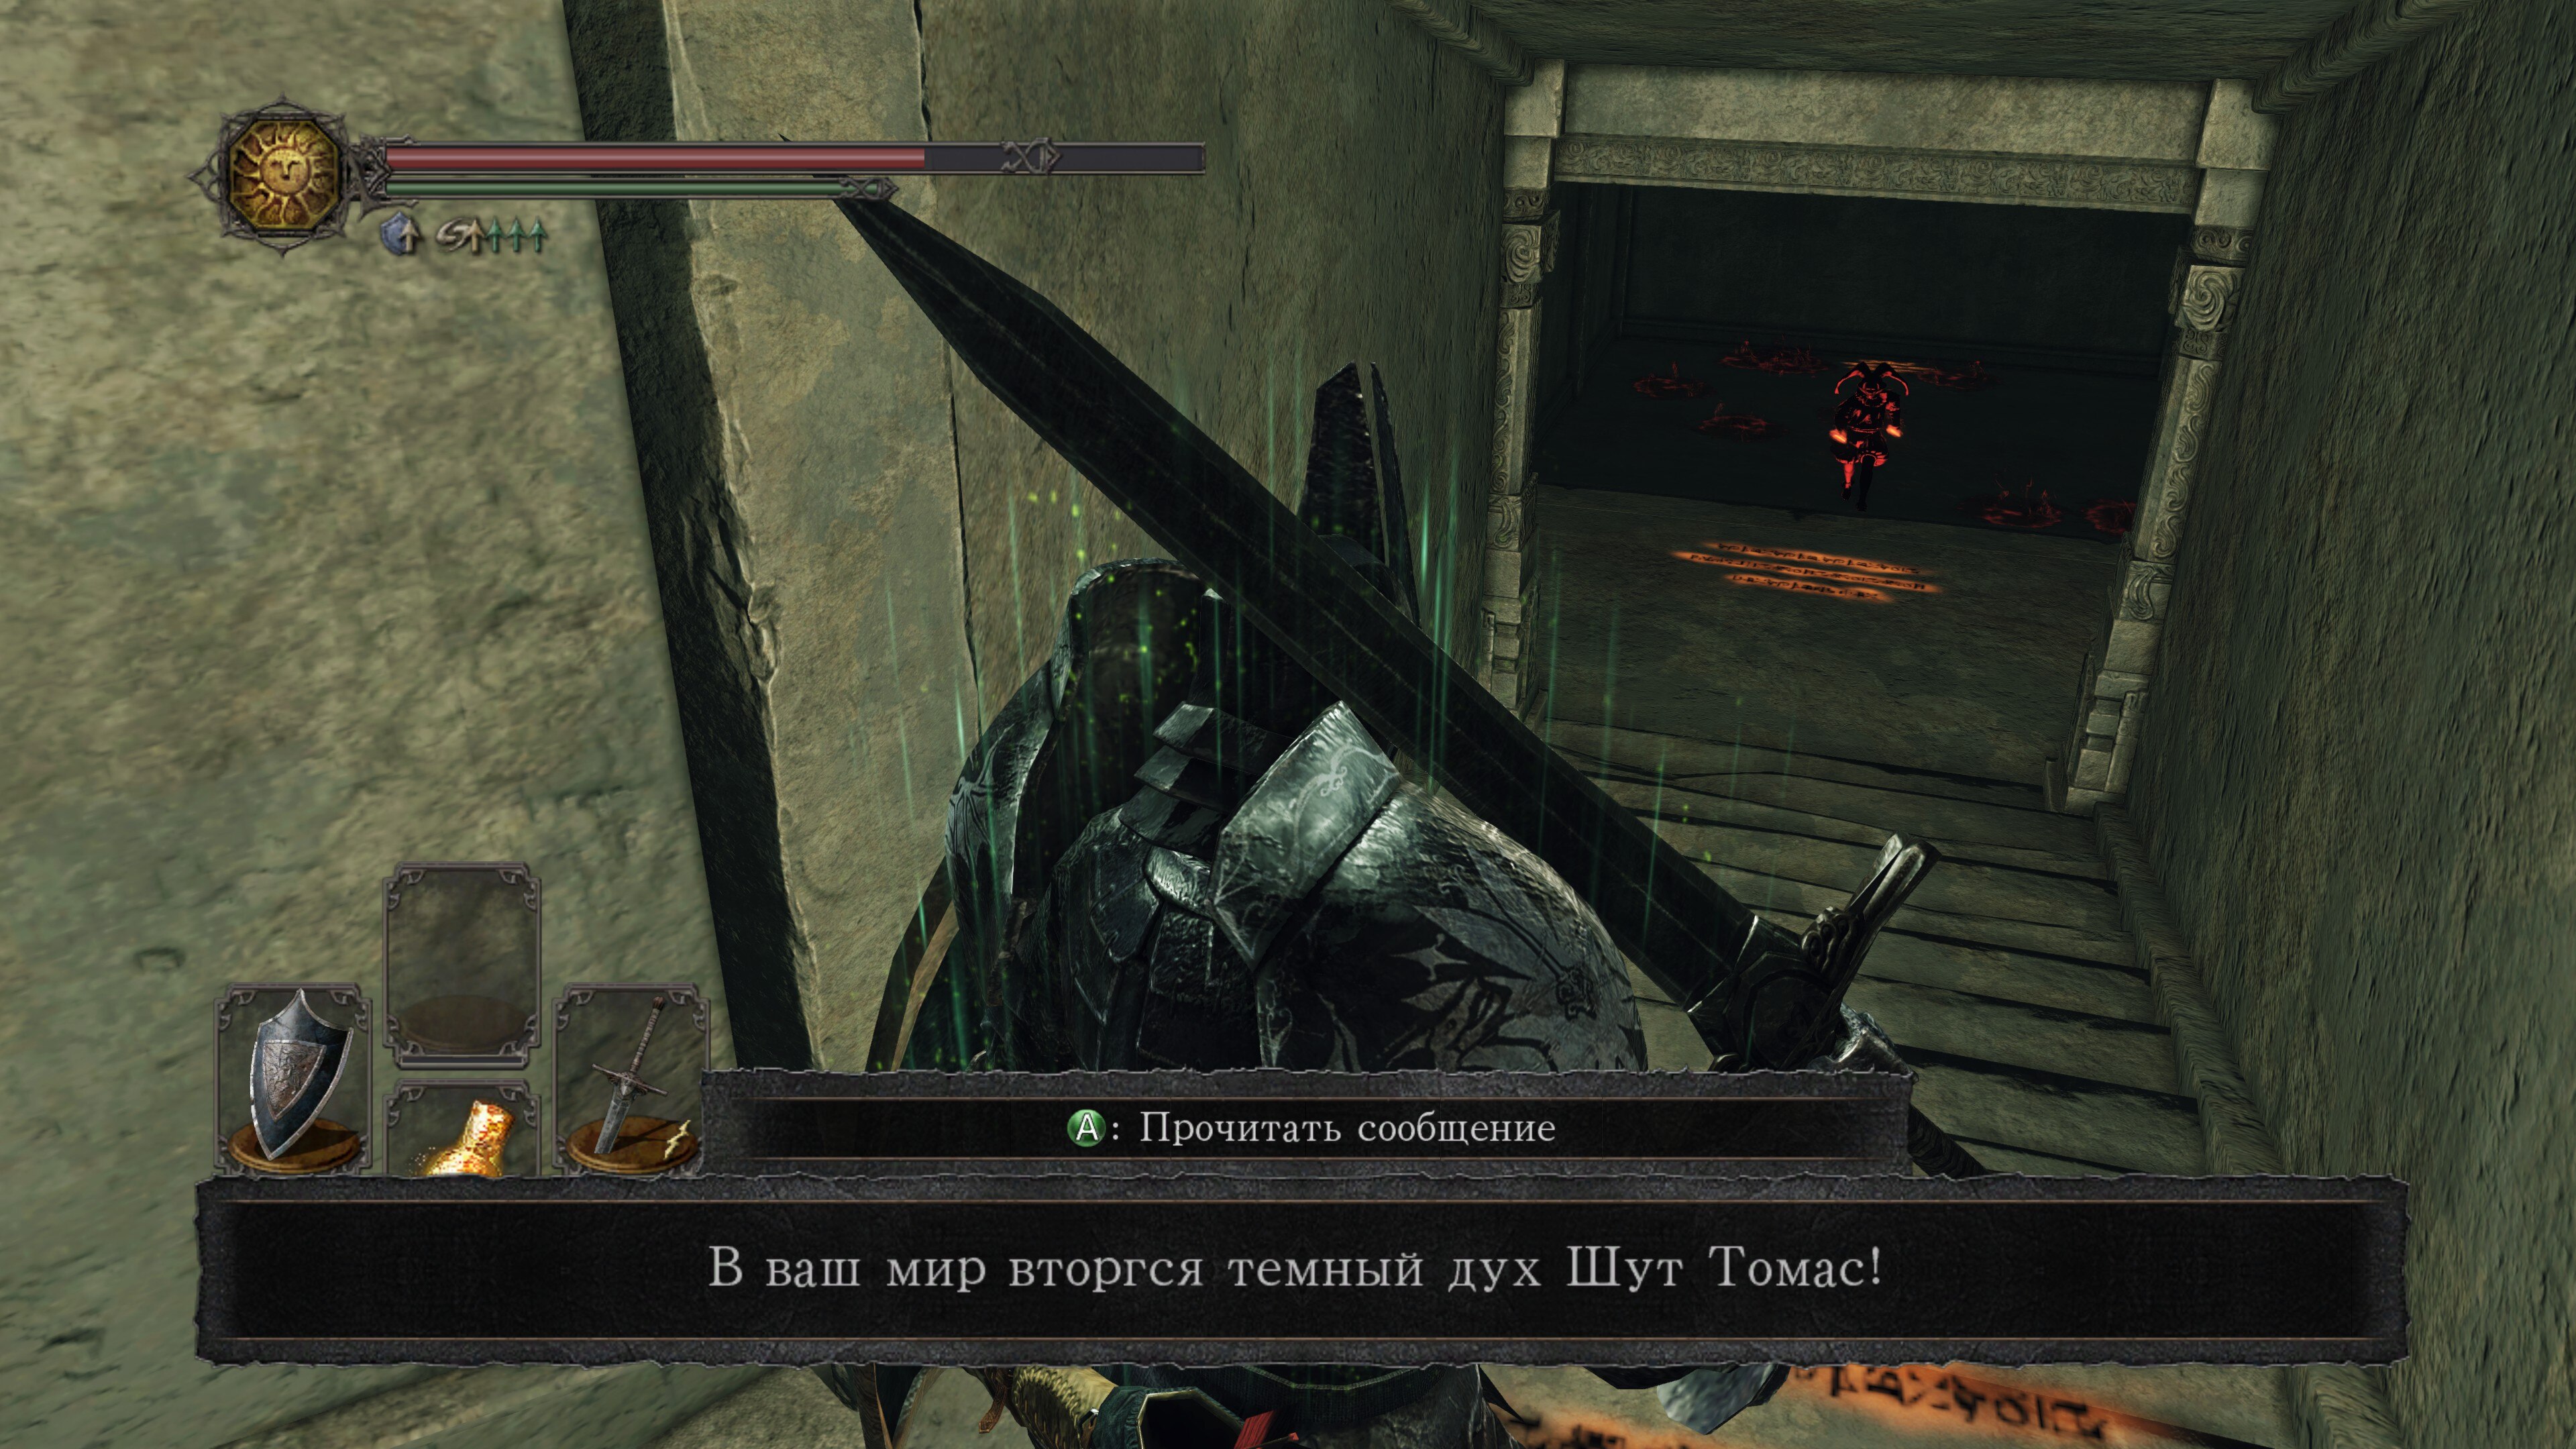 A: Прочитать сообщение
В ваш мир вторгся темный дух Шут Томас!